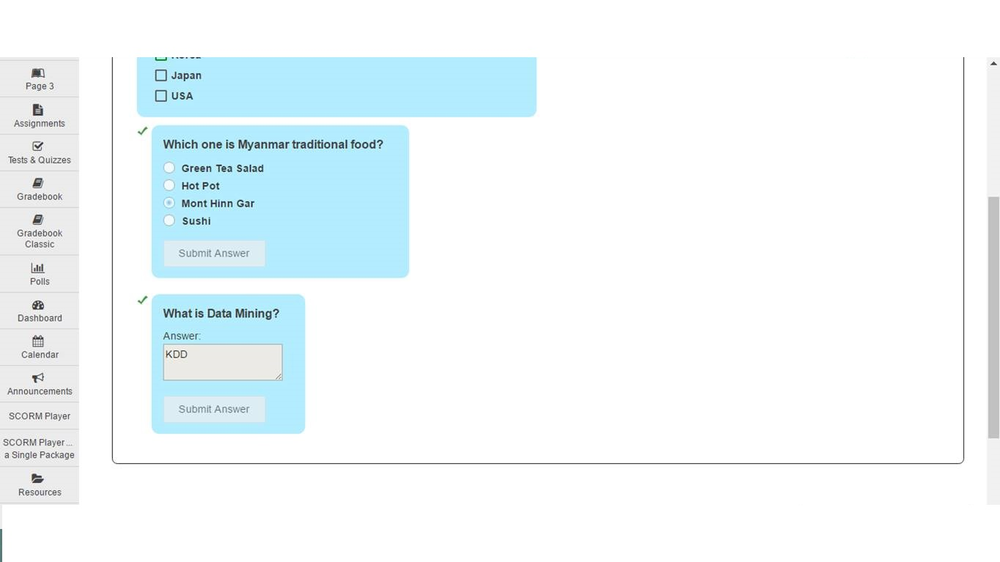 Page 3
Assignments
Tests & Quizzes
Gradebook
Gradebook
Classic
Polls
Dashboard
Calendar
Announcements
SCORM Player
SCORM Player ...
a Single Package
Resources
Korea
Japan
USA
Which one is Myanmar traditional food?
Green Tea Salad
Hot Pot
Mont Hinn Gar
Sushi
Submit Answer
What is Data Mining?
Answer:
KDD
Submit Answer